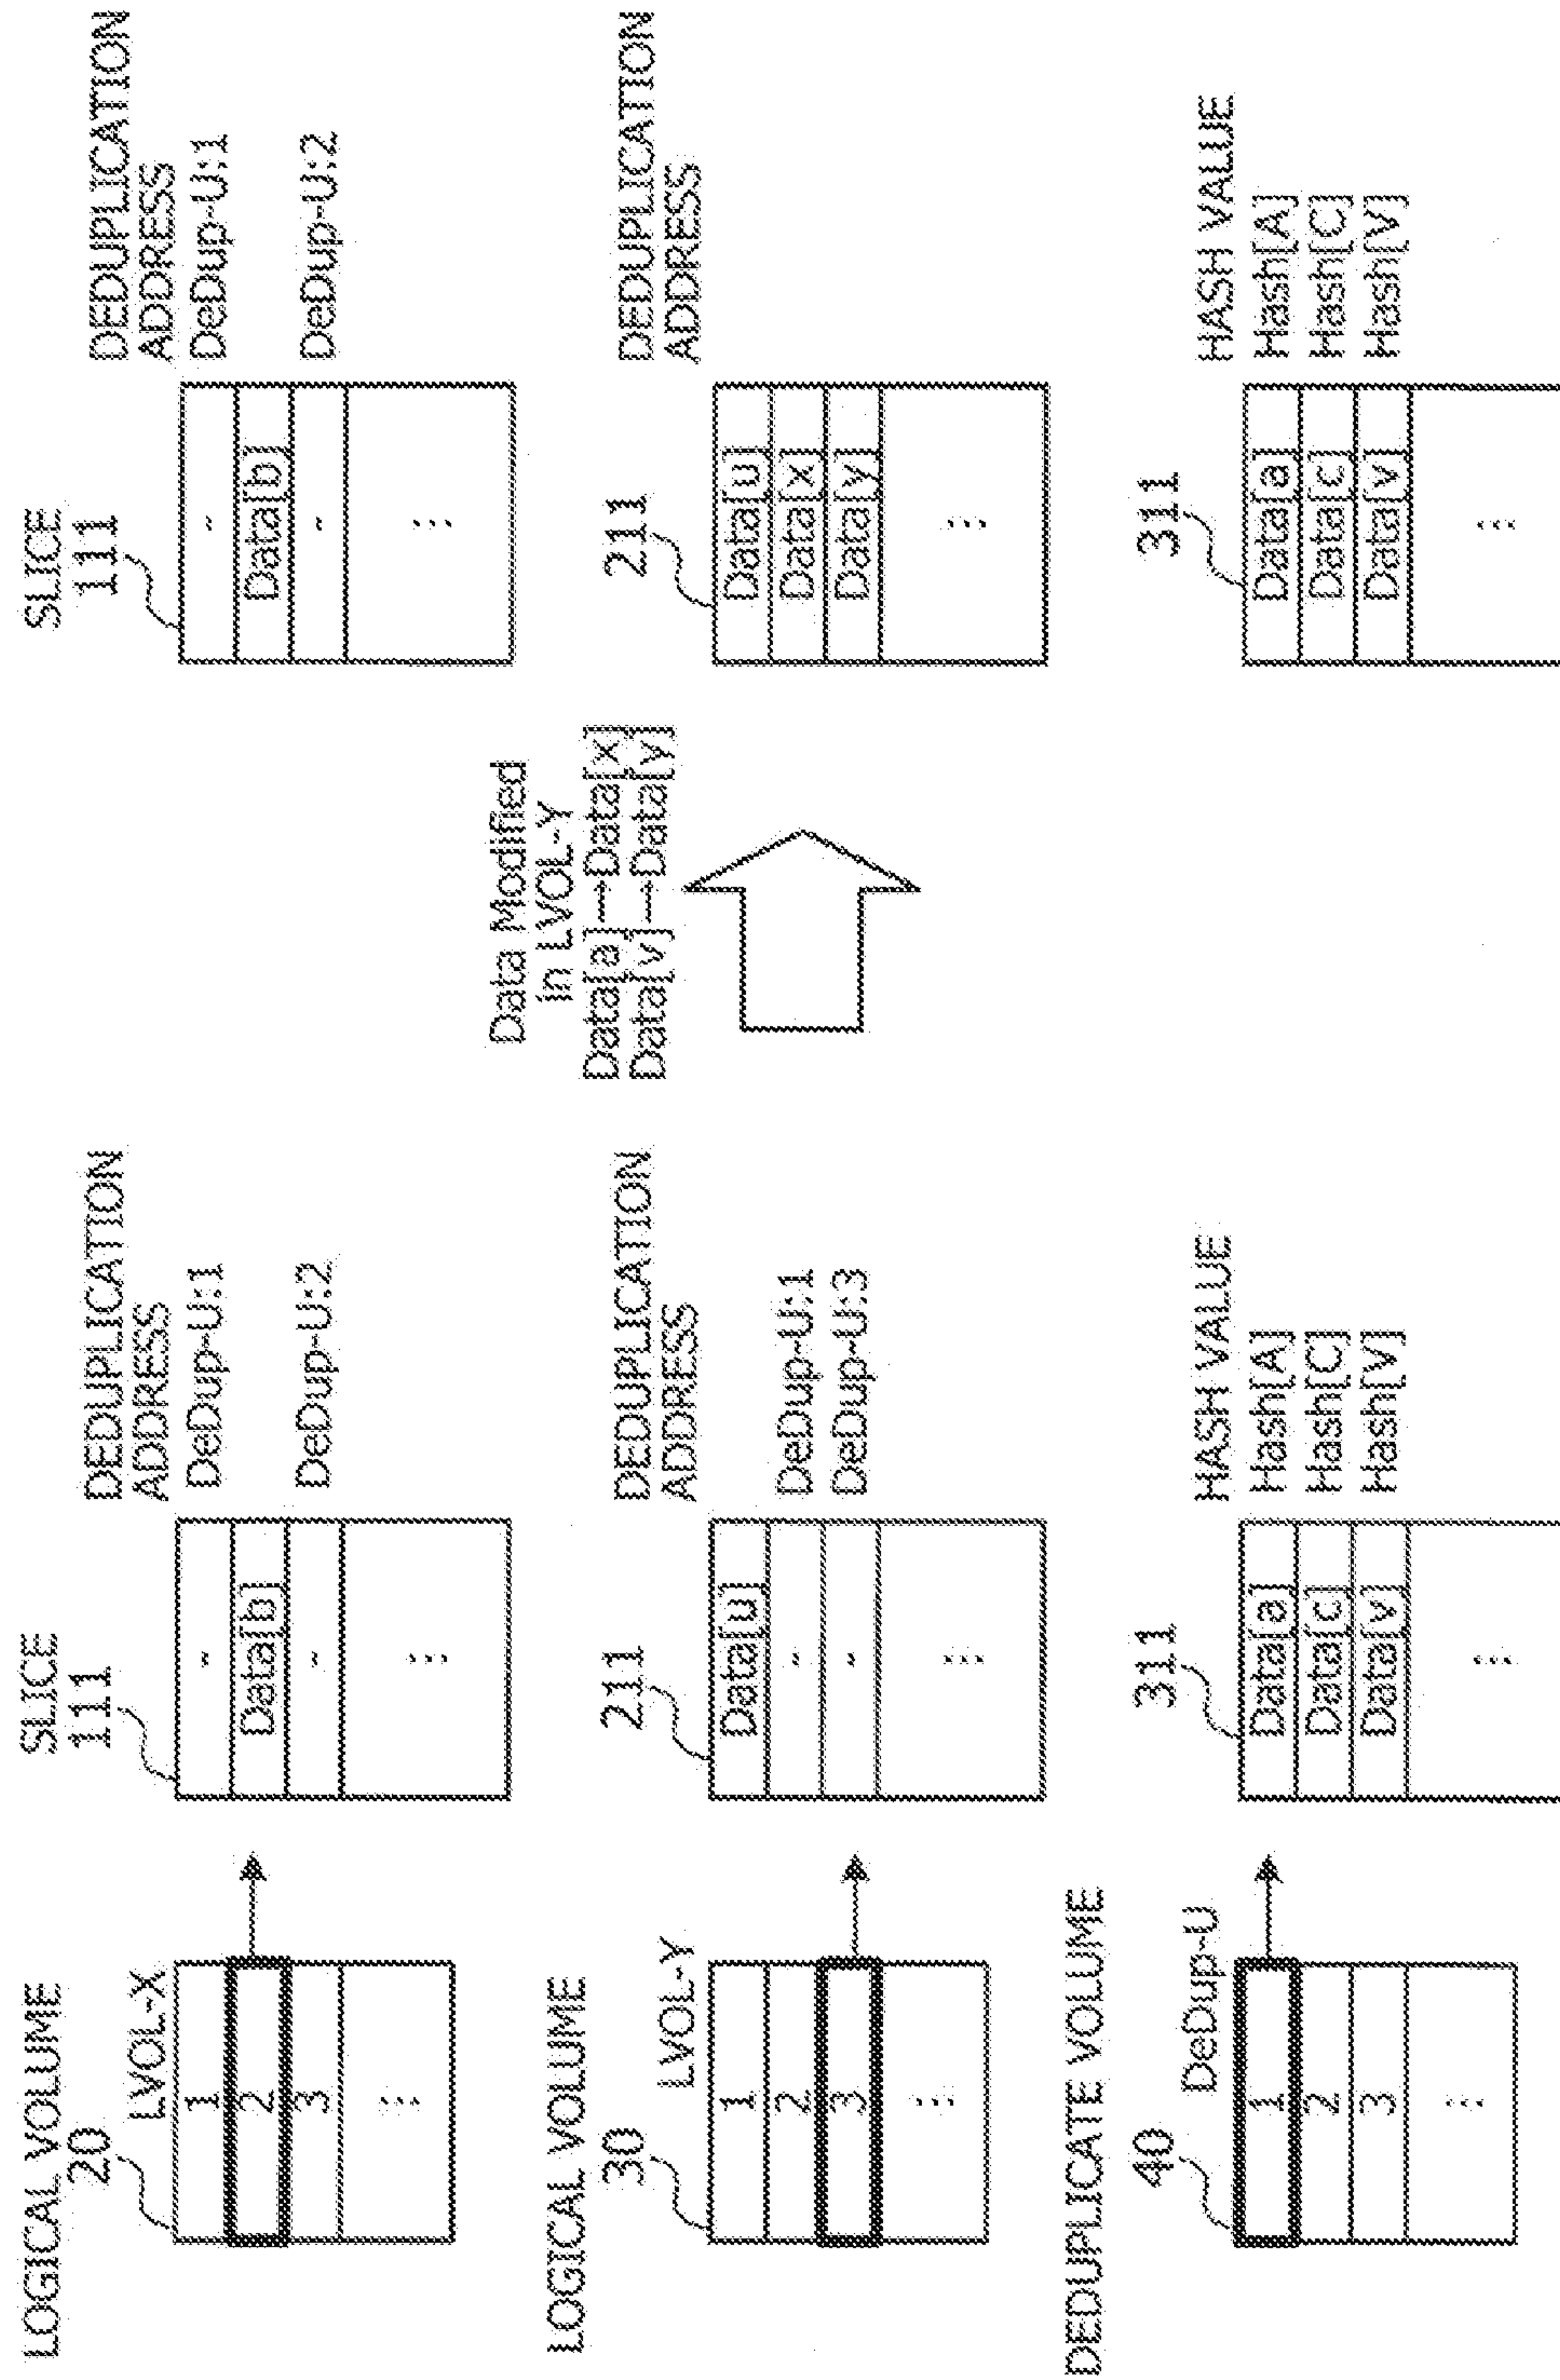 LOGICAL VOLUME
20
LVOL-X
1
2
3
⋮
SLICE
111
-
Data[b]
-
⋮
DEDUPLICATION
ADDRESS
DeDup-U:1
DeDup-U:2
LOGICAL VOLUME
30
LVOL-Y
1
2
3
⋮
211
Data[u]
-
-
⋮
DEDUPLICATION
ADDRESS
DeDup-U:1
DeDup-U:3
DEDUPLICATE VOLUME
40
DeDup-U
1
2
3
⋮
311
Data[a]
Data[c]
Data[v]
⋮
HASH VALUE
Hash[A]
Hash[C]
Hash[V]
Data Modified
in LVOL-Y
Data[a]→Data[x]
Data[v]→Data[y]
SLICE
111
-
Data[b]
-
⋮
DEDUPLICATION
ADDRESS
DeDup-U:1
DeDup-U:2
211
Data[u]
Data[x]
Data[y]
⋮
DEDUPLICATION
ADDRESS
311
Data[a]
Data[c]
Data[v]
⋮
HASH VALUE
Hash[A]
Hash[C]
Hash[V]